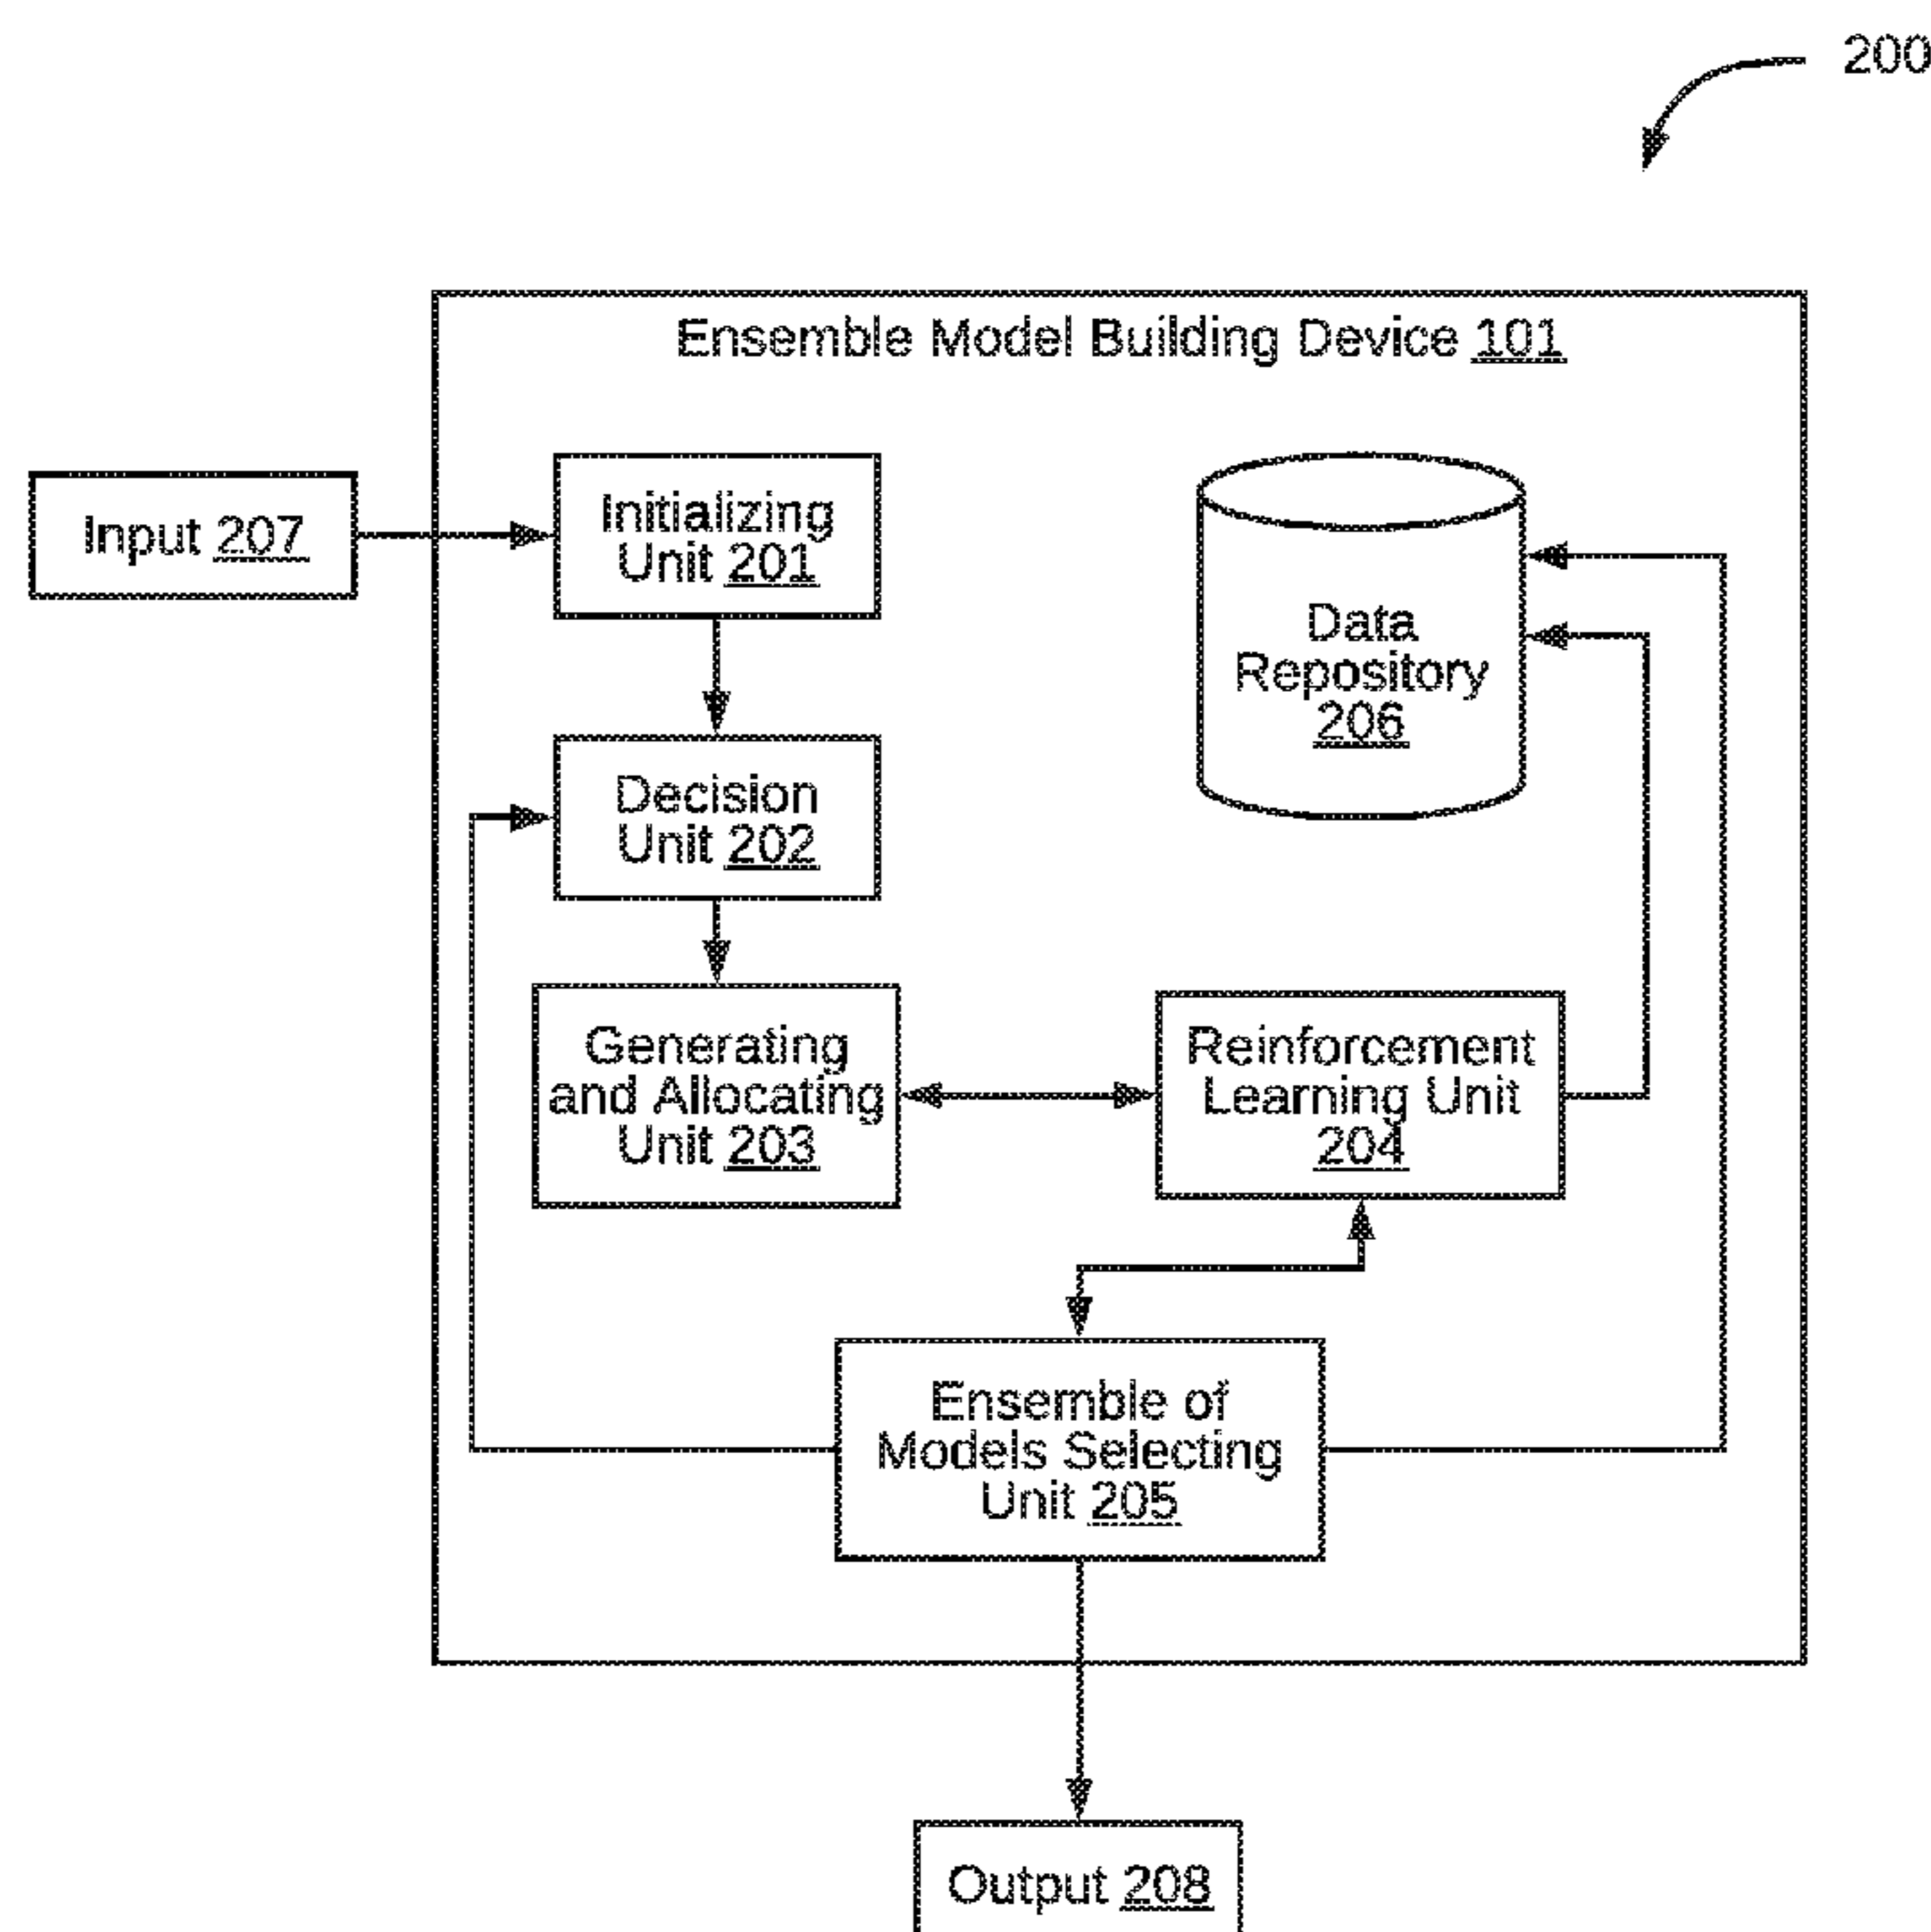 200
Ensemble Model Building Device 101
Input 207
Initializing
Unit 201
Data
Repository
206
Decision
Unit 202
Generating
and Allocating
Unit 203
Reinforcement
Learning Unit
204
Ensemble of
Models Selecting
Unit 205
Output 208